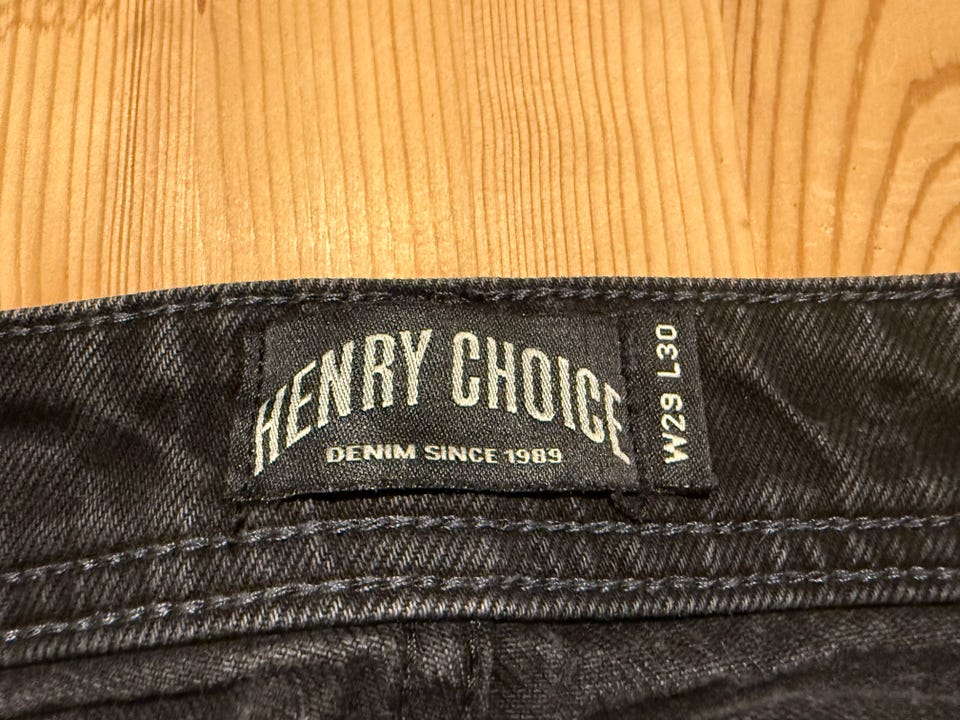 HENRY CHOICE
DENIM SINCE 1989
W29 L30